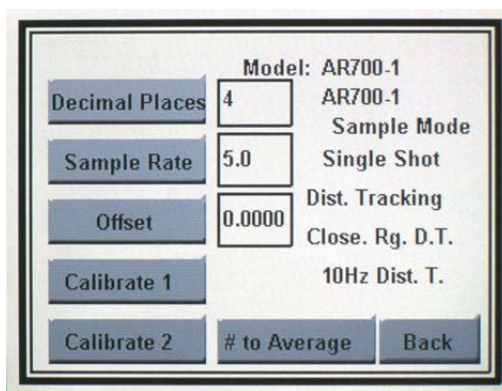 Model: AR700-1
Decimal Places 4 AR700-1
Sample Mode
Sample Rate 5.0 Single Shot
Dist. Tracking
Offset 0.0000
Close. Rg. D.T.
Calibrate 1 10Hz Dist. T.
Calibrate 2 # to Average Back